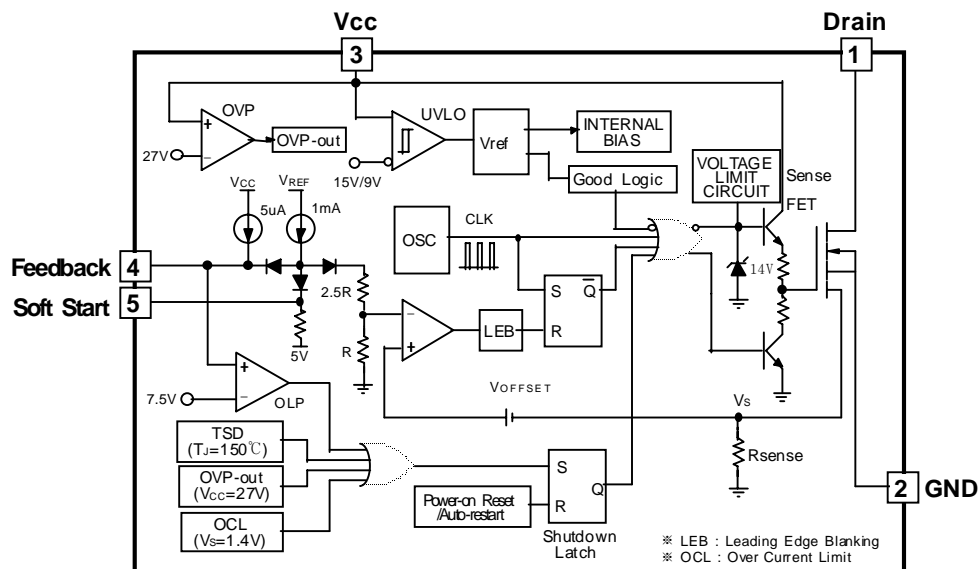 Vcc
Drain
3
1
OVP
UVLO
27V
OVP-out
15V/9V
Vref
INTERNAL
BIAS
Good Logic
VOLTAGE
LIMIT
CIRCUIT
Sense
FET
VCC
VREF
5uA
1mA
OSC
CLK
14V
Feedback
4
Soft Start
5
2.5R
R
5V
LEB
S
Q
R
7.5V
OLP
VOFFSET
VS
Rsense
TSD
(TJ=150℃)
OVP-out
(VCC=27V)
OCL
(VS=1.4V)
Power-on Reset
/Auto-restart
S
R
Q
Shutdown
Latch
2
GND
※ LEB : Leading Edge Blanking
※ OCL : Over Current Limit